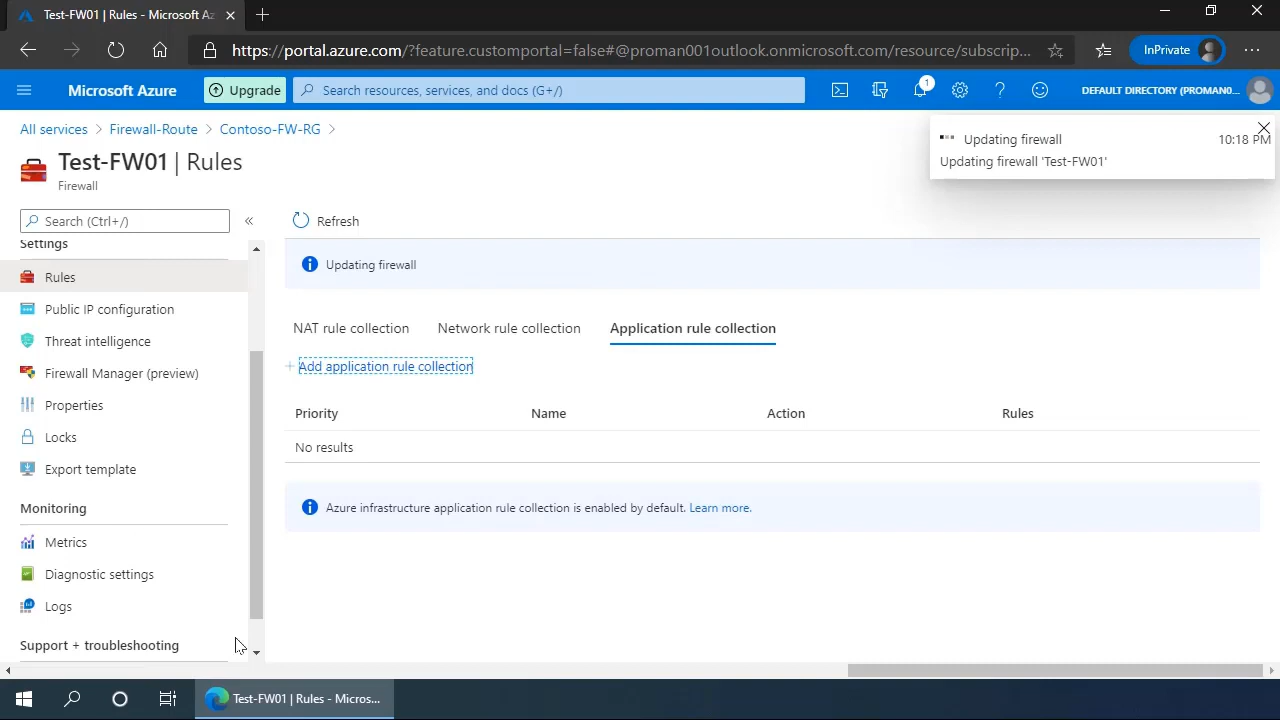 Test-FW01 | Rules - Microsoft Az
https://portal.azure.com/?feature.customportal=false#@proman001outlook.onmicrosoft.com/resource/subscrip...
InPrivate
Microsoft Azure
Upgrade
Search resources, services, and docs (G+/)
1
DEFAULT DIRECTORY (PROMAN0...
All services > Firewall-Route > Contoso-FW-RG >
Updating firewall
10:18 PM
Updating firewall 'Test-FW01'
Test-FW01 | Rules
Firewall
Search (Ctrl+/)
«
Refresh
Settings
Rules
Public IP configuration
Threat intelligence
Firewall Manager (preview)
Properties
Locks
Export template
Monitoring
Metrics
Diagnostic settings
Logs
Support + troubleshooting
Updating firewall
NAT rule collection
Network rule collection
Application rule collection
+ Add application rule collection
Priority Name Action Rules
No results
Azure infrastructure application rule collection is enabled by default. Learn more.
Test-FW01 | Rules - Micros...